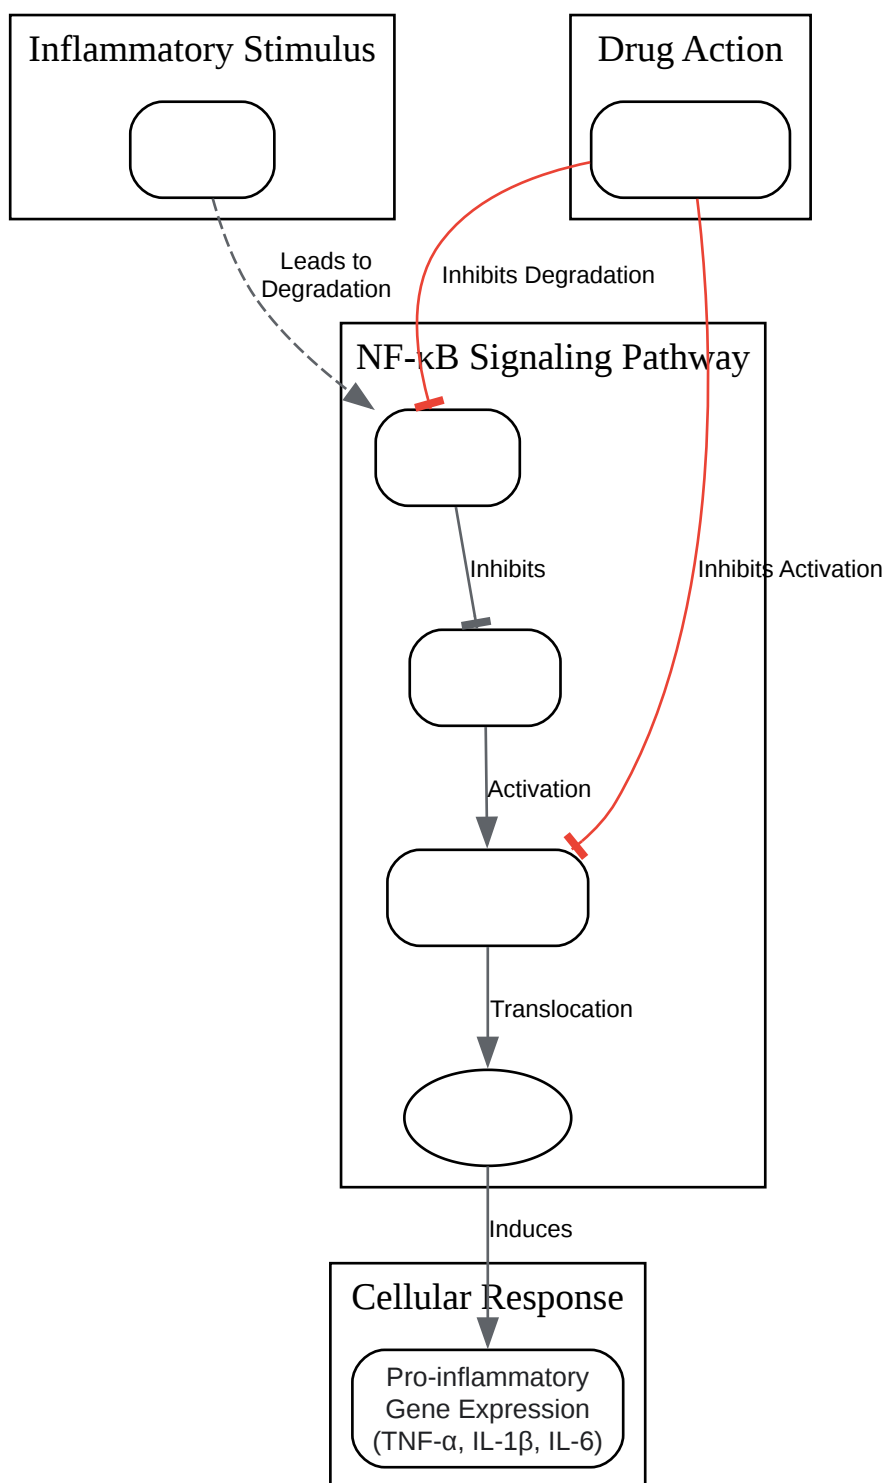 Inflammatory Stimulus
Drug Action
Leads to
Degradation
Inhibits Degradation
NF-κB Signaling Pathway
Inhibits
Inhibits Activation
Activation
Translocation
Induces
Cellular Response
Pro-inflammatory
Gene Expression
(TNF-α, IL-1β, IL-6)